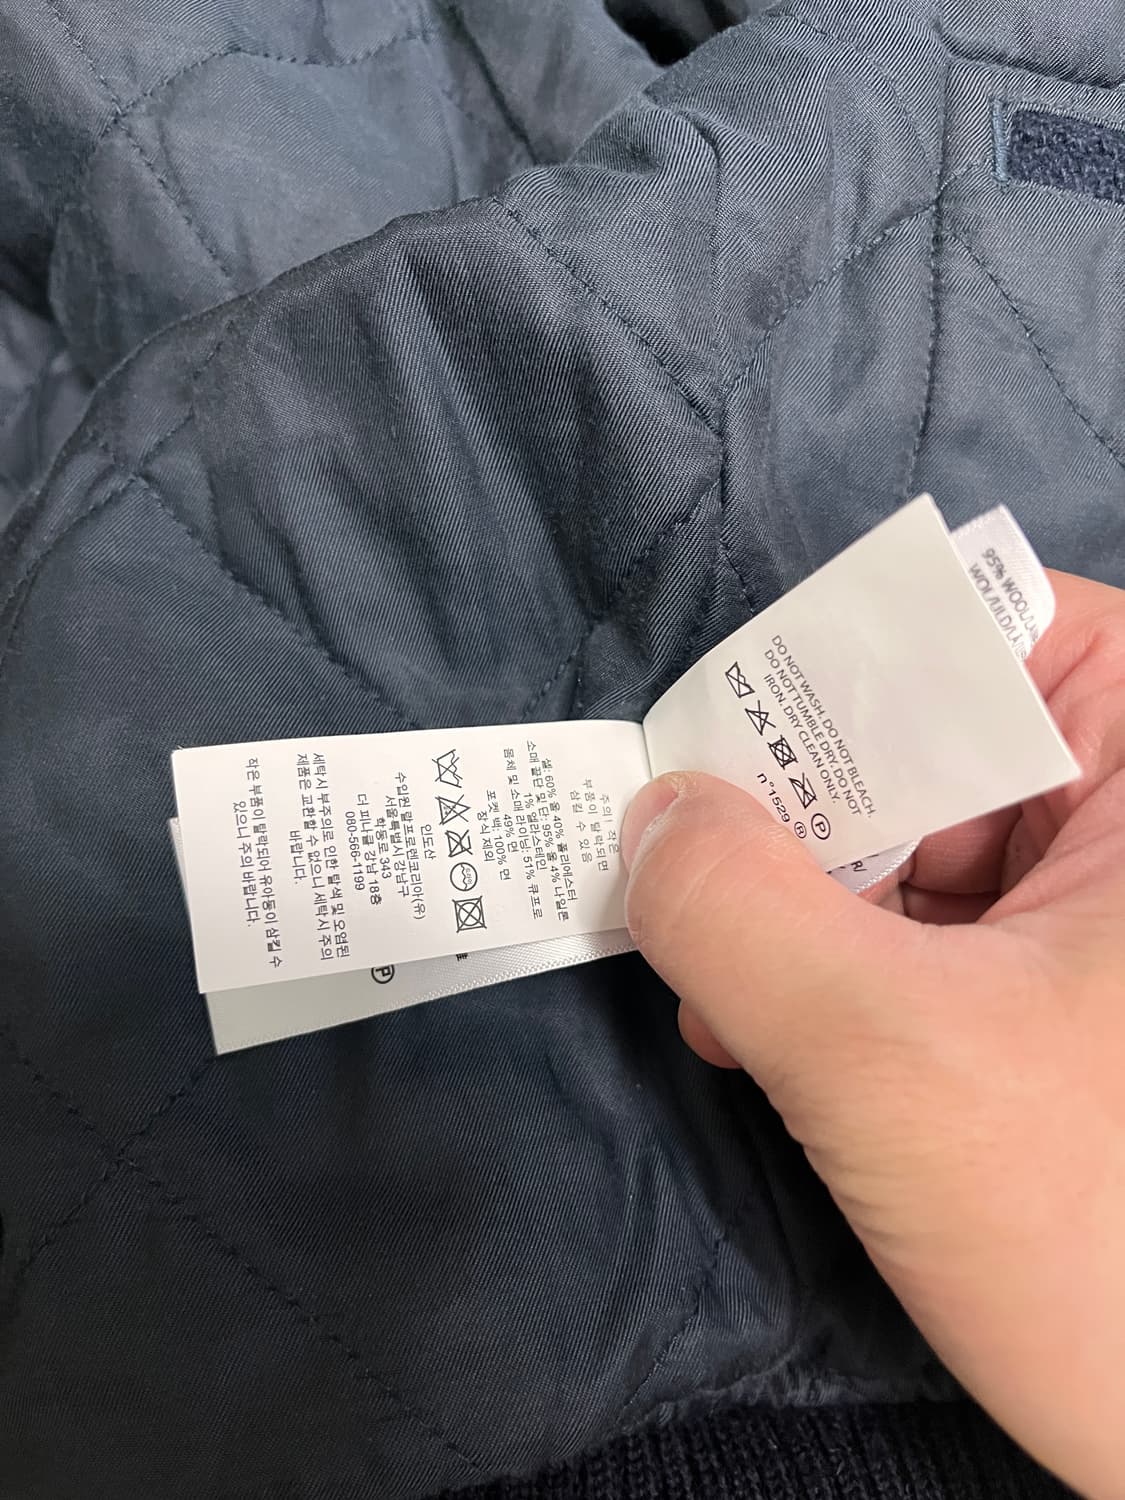 95% WOOL/LAINE
DO NOT WASH. DO NOT BLEACH.
DO NOT TUMBLE DRY. DO NOT
IRON. DRY CLEAN ONLY.
P
n°1529 ®
주의! 작은
부품이 탈락되면
삼킬 수 있음
쉘: 60% 울 40% 폴리에스터
소매 끝단 및 단: 95% 울 4% 나일론
1% 엘라스테인
몸체 및 소매 라이닝: 51% 큐프로
49% 면
포켓 백: 100% 면
장식 제외
인도산
수입원 랄프로렌코리아(유)
서울특별시 강남구
학동로 343
더 피나클 강남 18층
080-566-1199
세탁시 부주의로 인한 탈색 및 오염된
제품은 교환할 수 없으니 세탁시 주의
바랍니다.
작은 부품이 탈락되어 유아동이 삼킬 수
있으니 주의 바랍니다.
P
R/